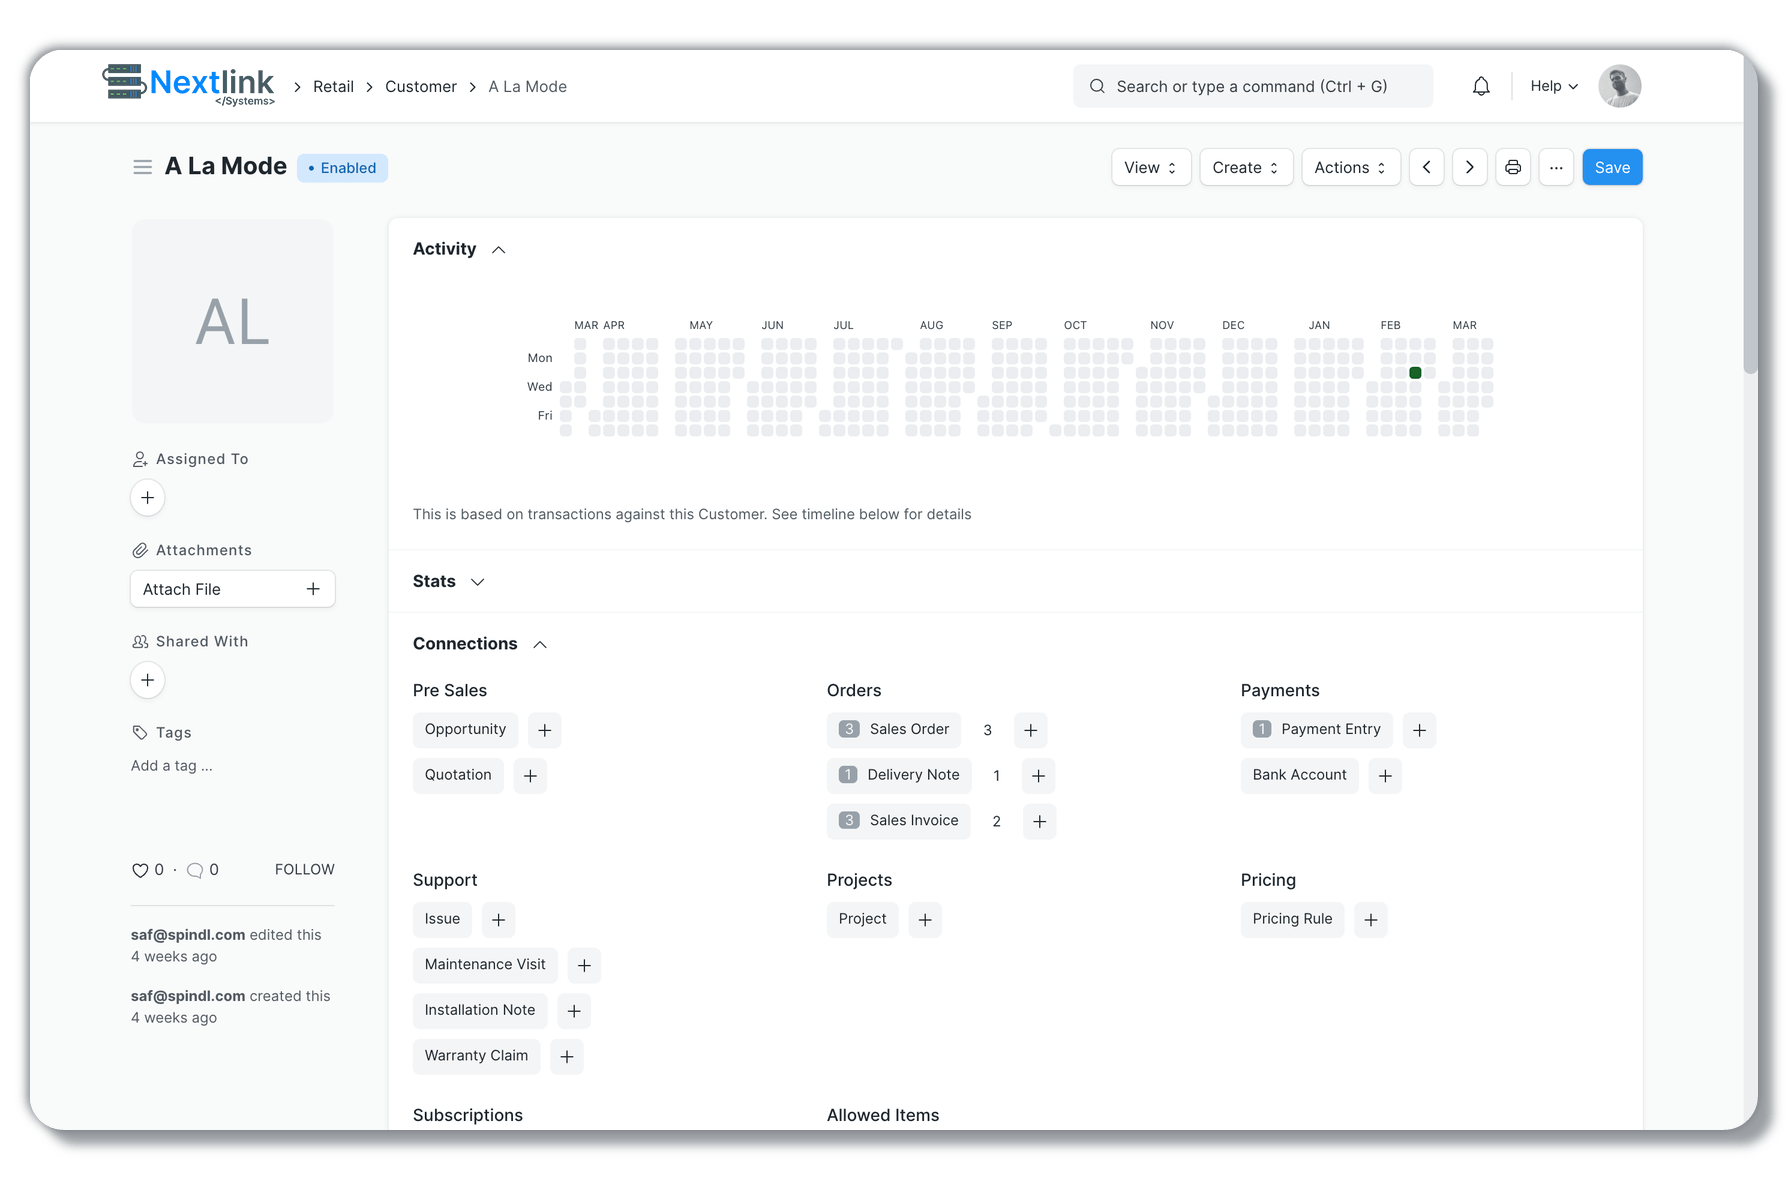 Nextlink
</Systems>
Retail
Customer
A La Mode
Search or type a command (Ctrl + G)
Help
A La Mode
• Enabled
View
Create
Actions
Save
AL
Assigned To
Attachments
Attach File
Shared With
Tags
Add a tag ...
0 · 0 FOLLOW
saf@spindl.com edited this
4 weeks ago
saf@spindl.com created this
4 weeks ago
Activity
MAR APR MAY JUN JUL AUG SEP OCT NOV DEC JAN FEB MAR
Mon
Wed
Fri
This is based on transactions against this Customer. See timeline below for details
Stats
Connections
Pre Sales
Opportunity
Quotation
Orders
3 Sales Order 3
1 Delivery Note 1
3 Sales Invoice 2
Payments
1 Payment Entry
Bank Account
Support
Issue
Maintenance Visit
Installation Note
Warranty Claim
Projects
Project
Pricing
Pricing Rule
Subscriptions
Allowed Items